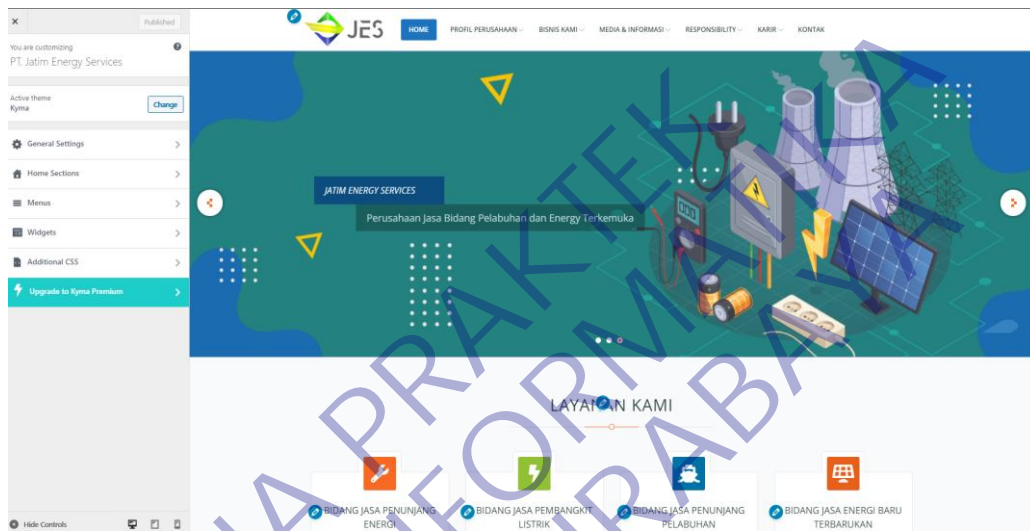 Published
You are customizing
PT. Jatim Energy Services
Active theme
Kyma
Change
General Settings
Home Sections
Menus
Widgets
Additional CSS
Upgrade to Kyma Premium
Hide Controls
JES
HOME
PROFIL PERUSAHAAN
BISNIS KAMI
MEDIA & INFORMASI
RESPONSIBILITY
KARIR
KONTAK
JATIM ENERGY SERVICES
Perusahaan Jasa Bidang Pelabuhan dan Energy Terkemuka
LAYANAN KAMI
BIDANG JASA PENUNJANG
ENERGI
BIDANG JASA PEMBANGKIT
LISTRIK
BIDANG JASA PENUNJANG
PELABUHAN
BIDANG JASA ENERGI BARU
TERBARUKAN
PRAKTEK